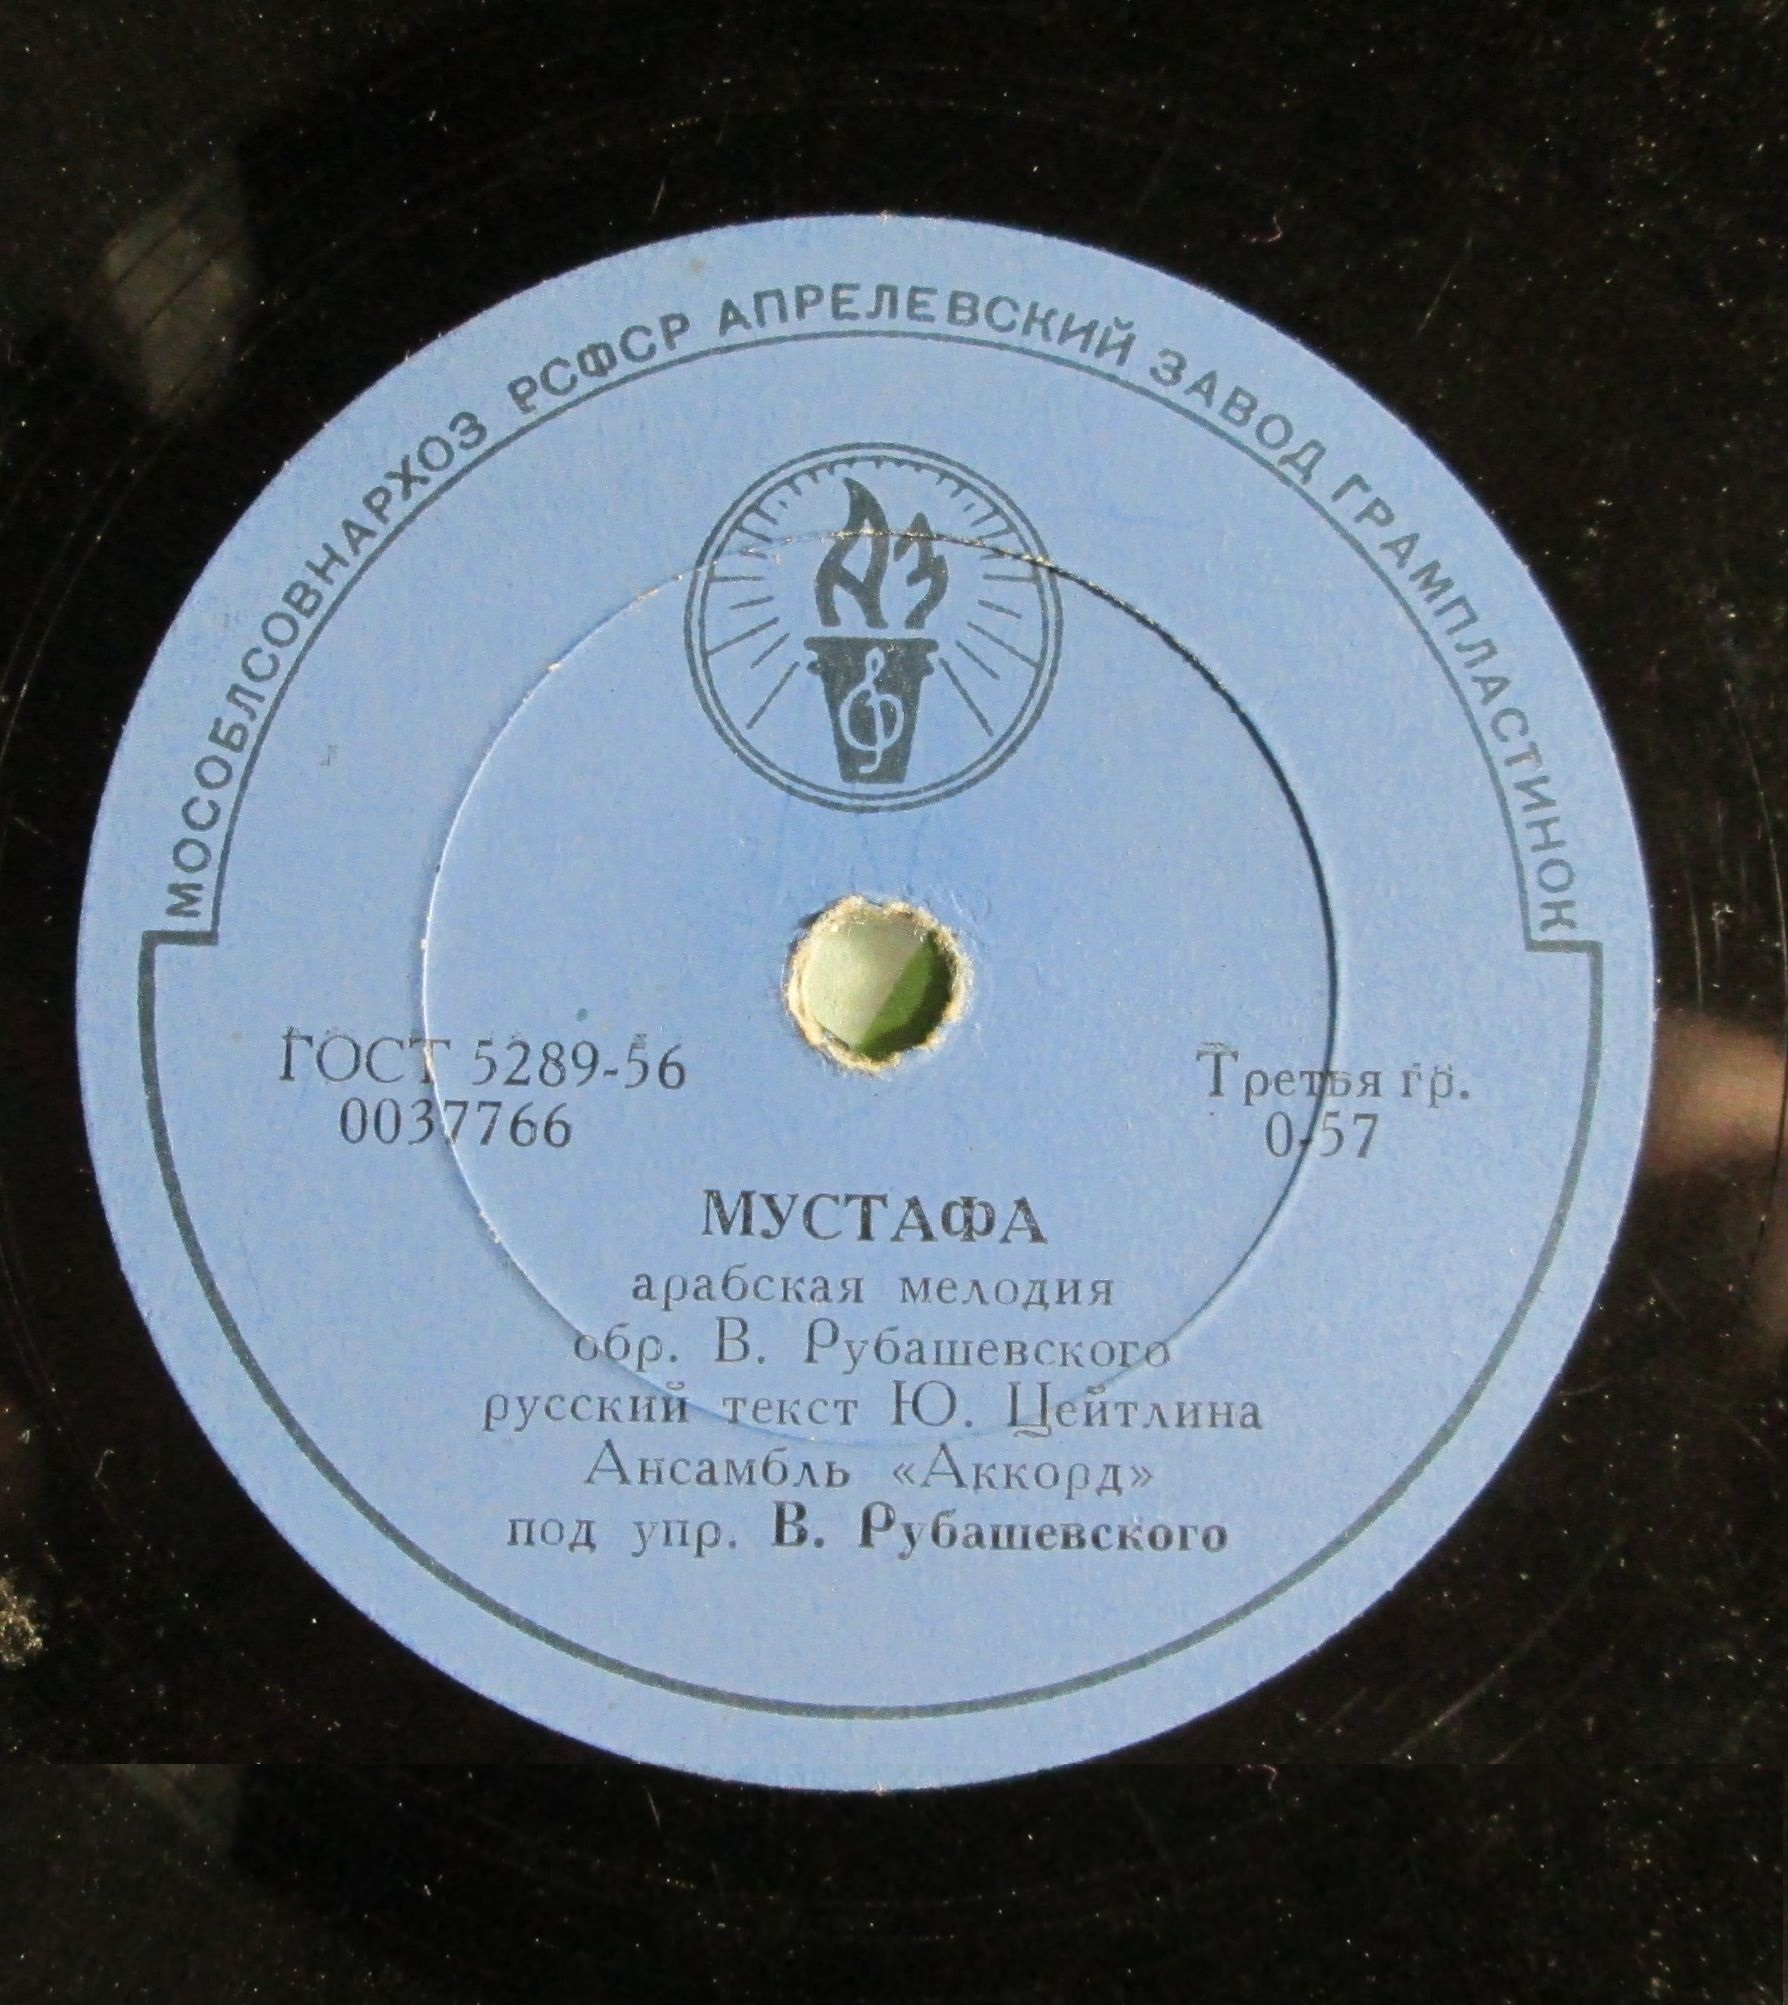 МОСОБЛСОВНАРХОЗ РСФСР АПРЕЛЕВСКИЙ ЗАВОД ГРАМПЛАСТИНОК
АЗ
ГОСТ 5289-56
0037766
Третья гр.
0-57
МУСТАФА
арабская мелодия
обр. В. Рубашевского
русский текст Ю. Цейтлина
Ансамбль «Аккорд»
под упр. В. Рубашевского